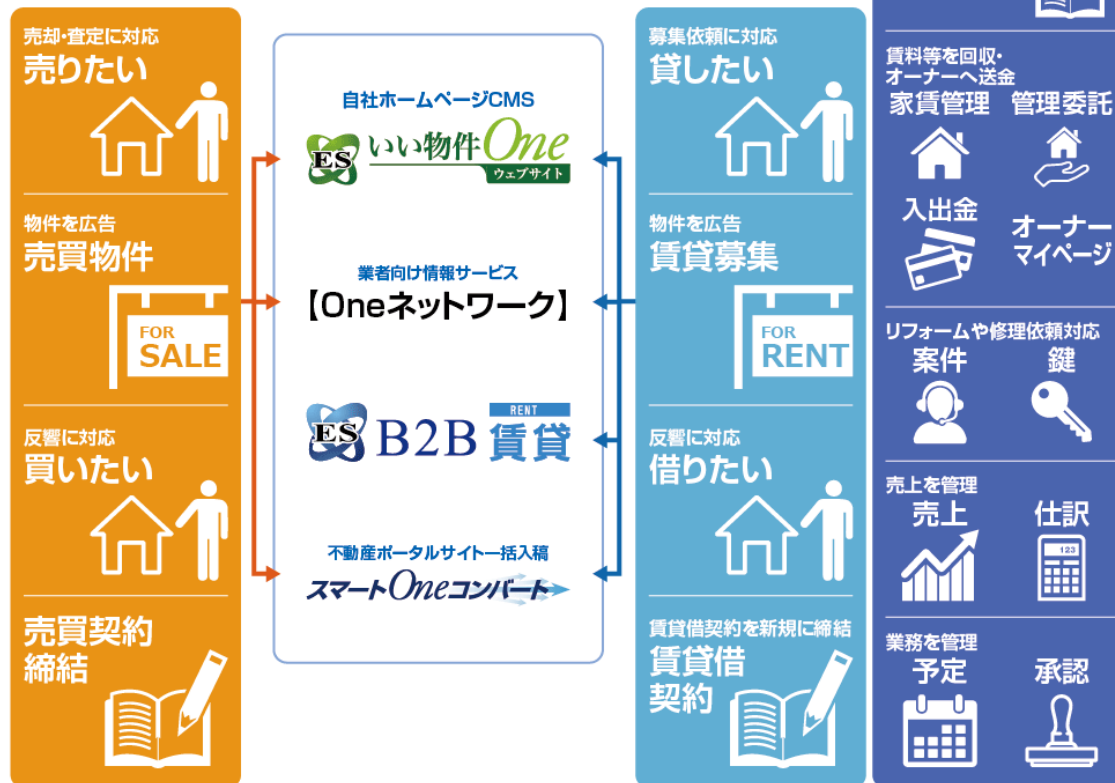 売却・査定に対応
売りたい
物件を広告
売買物件
FOR
SALE
反響に対応
買いたい
売買契約
締結
自社ホームページCMS
ES いい物件One
ウェブサイト
業者向け情報サービス
【Oneネットワーク】
ES B2B RENT 賃貸
不動産ポータルサイト一括入稿
スマートOneコンバート
募集依頼に対応
貸したい
物件を広告
賃貸募集
FOR
RENT
反響に対応
借りたい
賃貸借契約を新規に締結
賃貸借
契約
賃料等を回収・
オーナーへ送金
家賃管理 管理委託
入出金 オーナー
マイページ
リフォームや修理依頼対応
案件 鍵
売上を管理
売上 仕訳
123
業務を管理
予定 承認